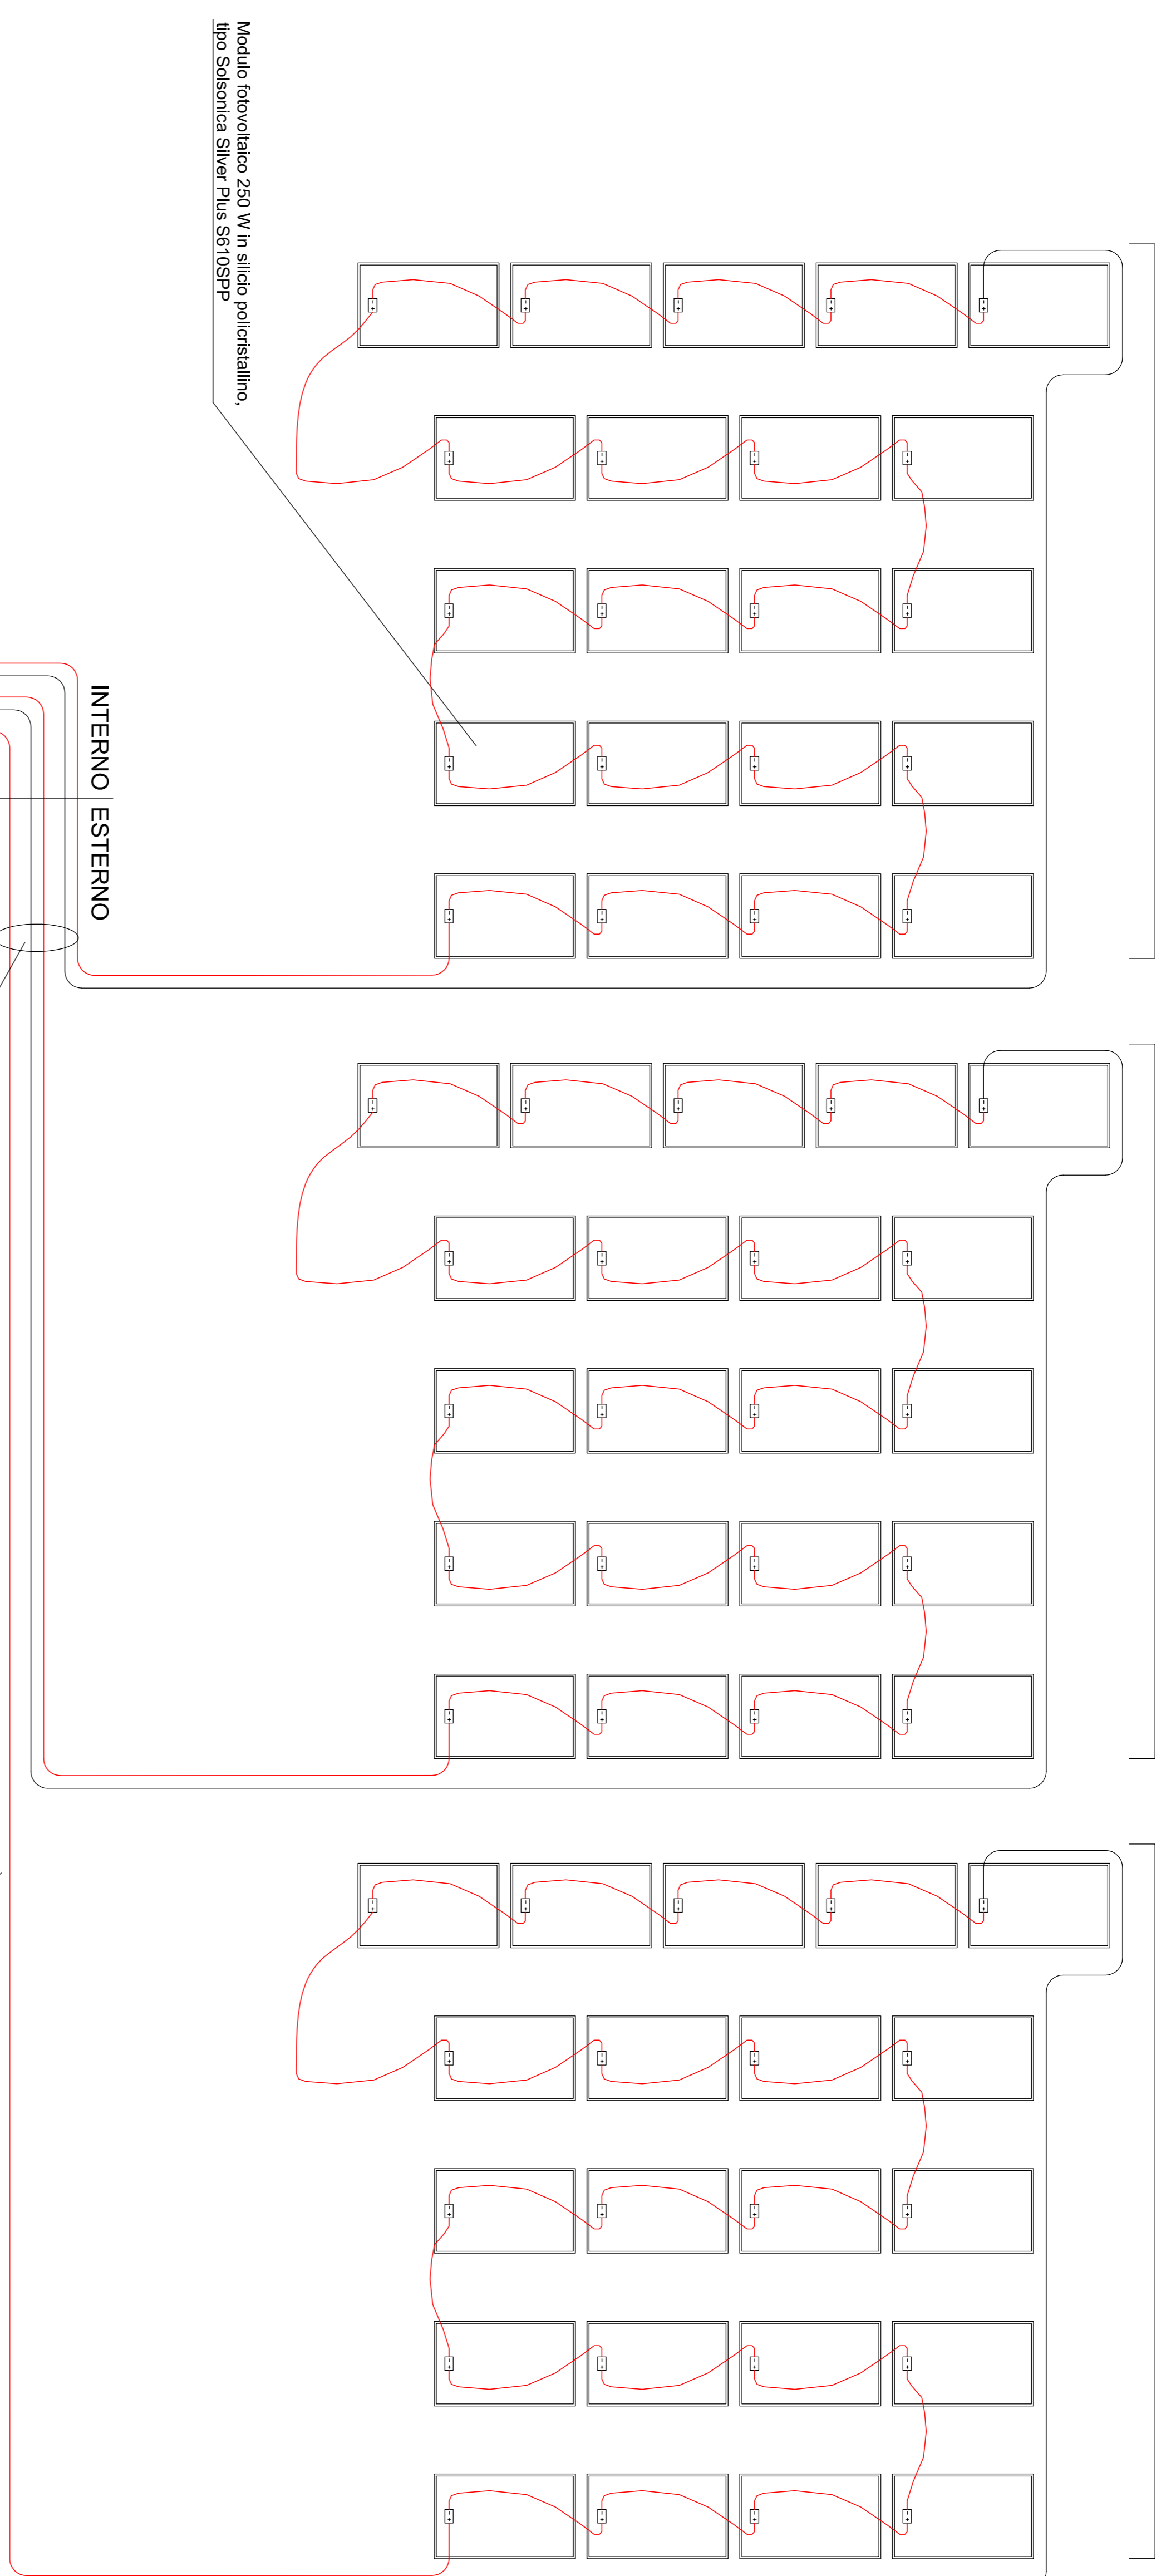 Modulo fotovoltaico 250 W in silicio policristallino,
tipo Solsonica Silver Plus S610SPP
INTERNO ESTERNO